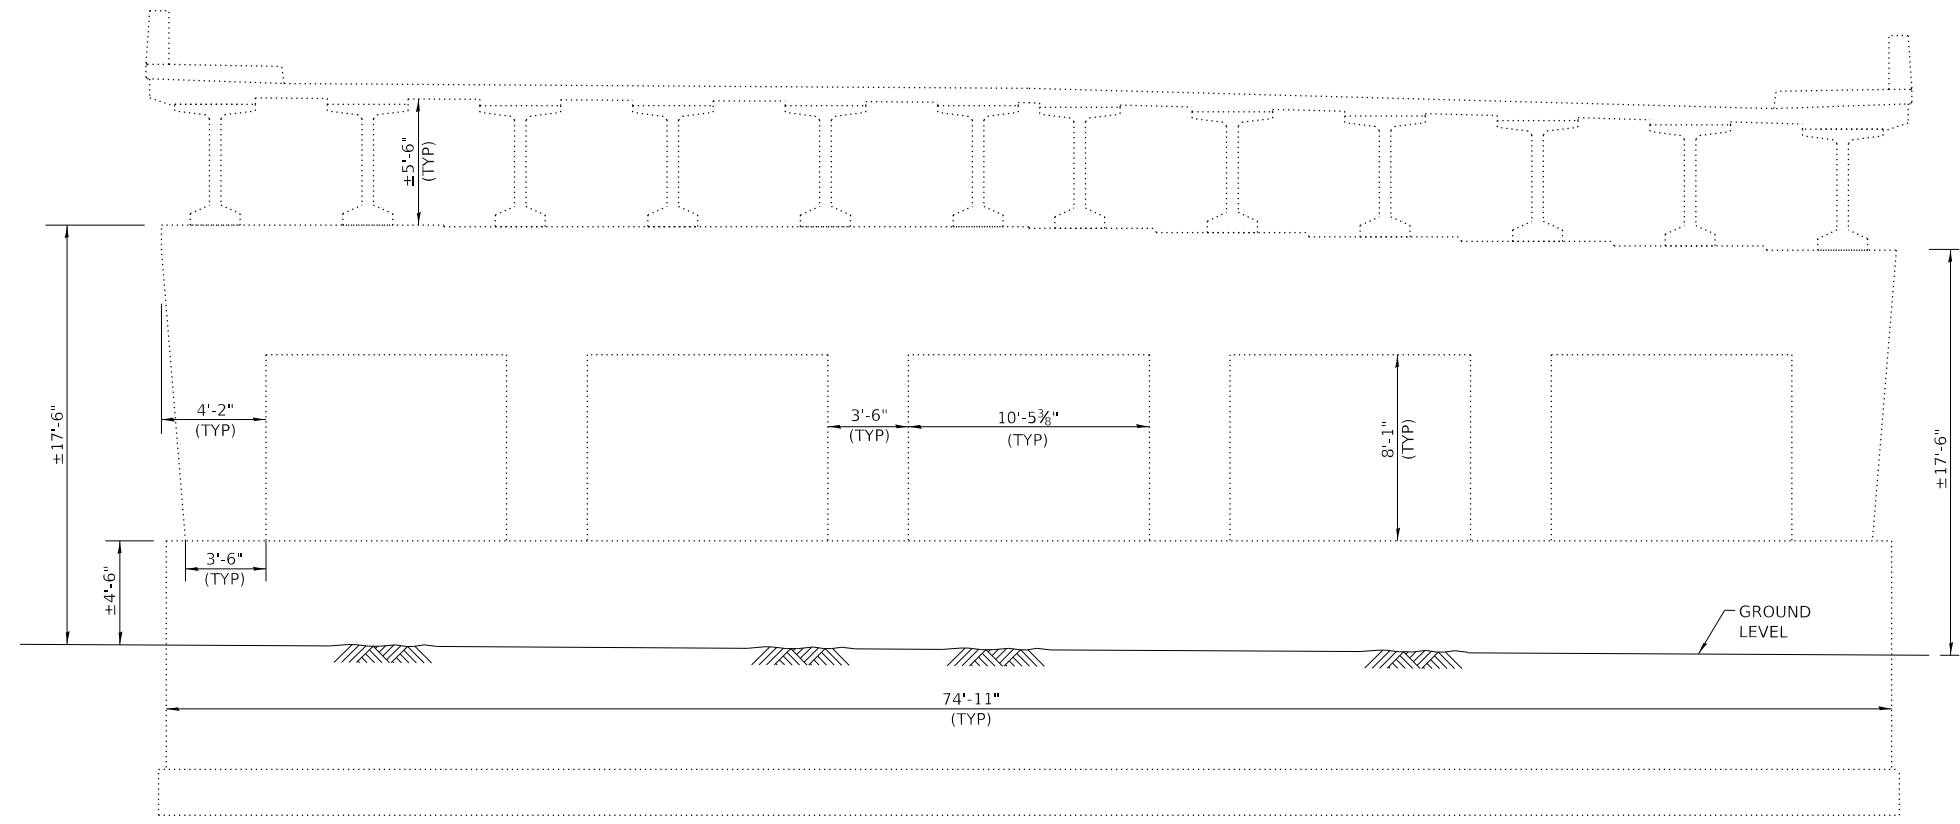 ±5'-6"
(TYP)
4'-2"
(TYP)
3'-6"
(TYP)
10'-5⅜"
(TYP)
8'-1"
(TYP)
±17'-6"
±17'-6"
3'-6"
(TYP)
±4'-6"
GROUND
LEVEL
74'-11"
(TYP)